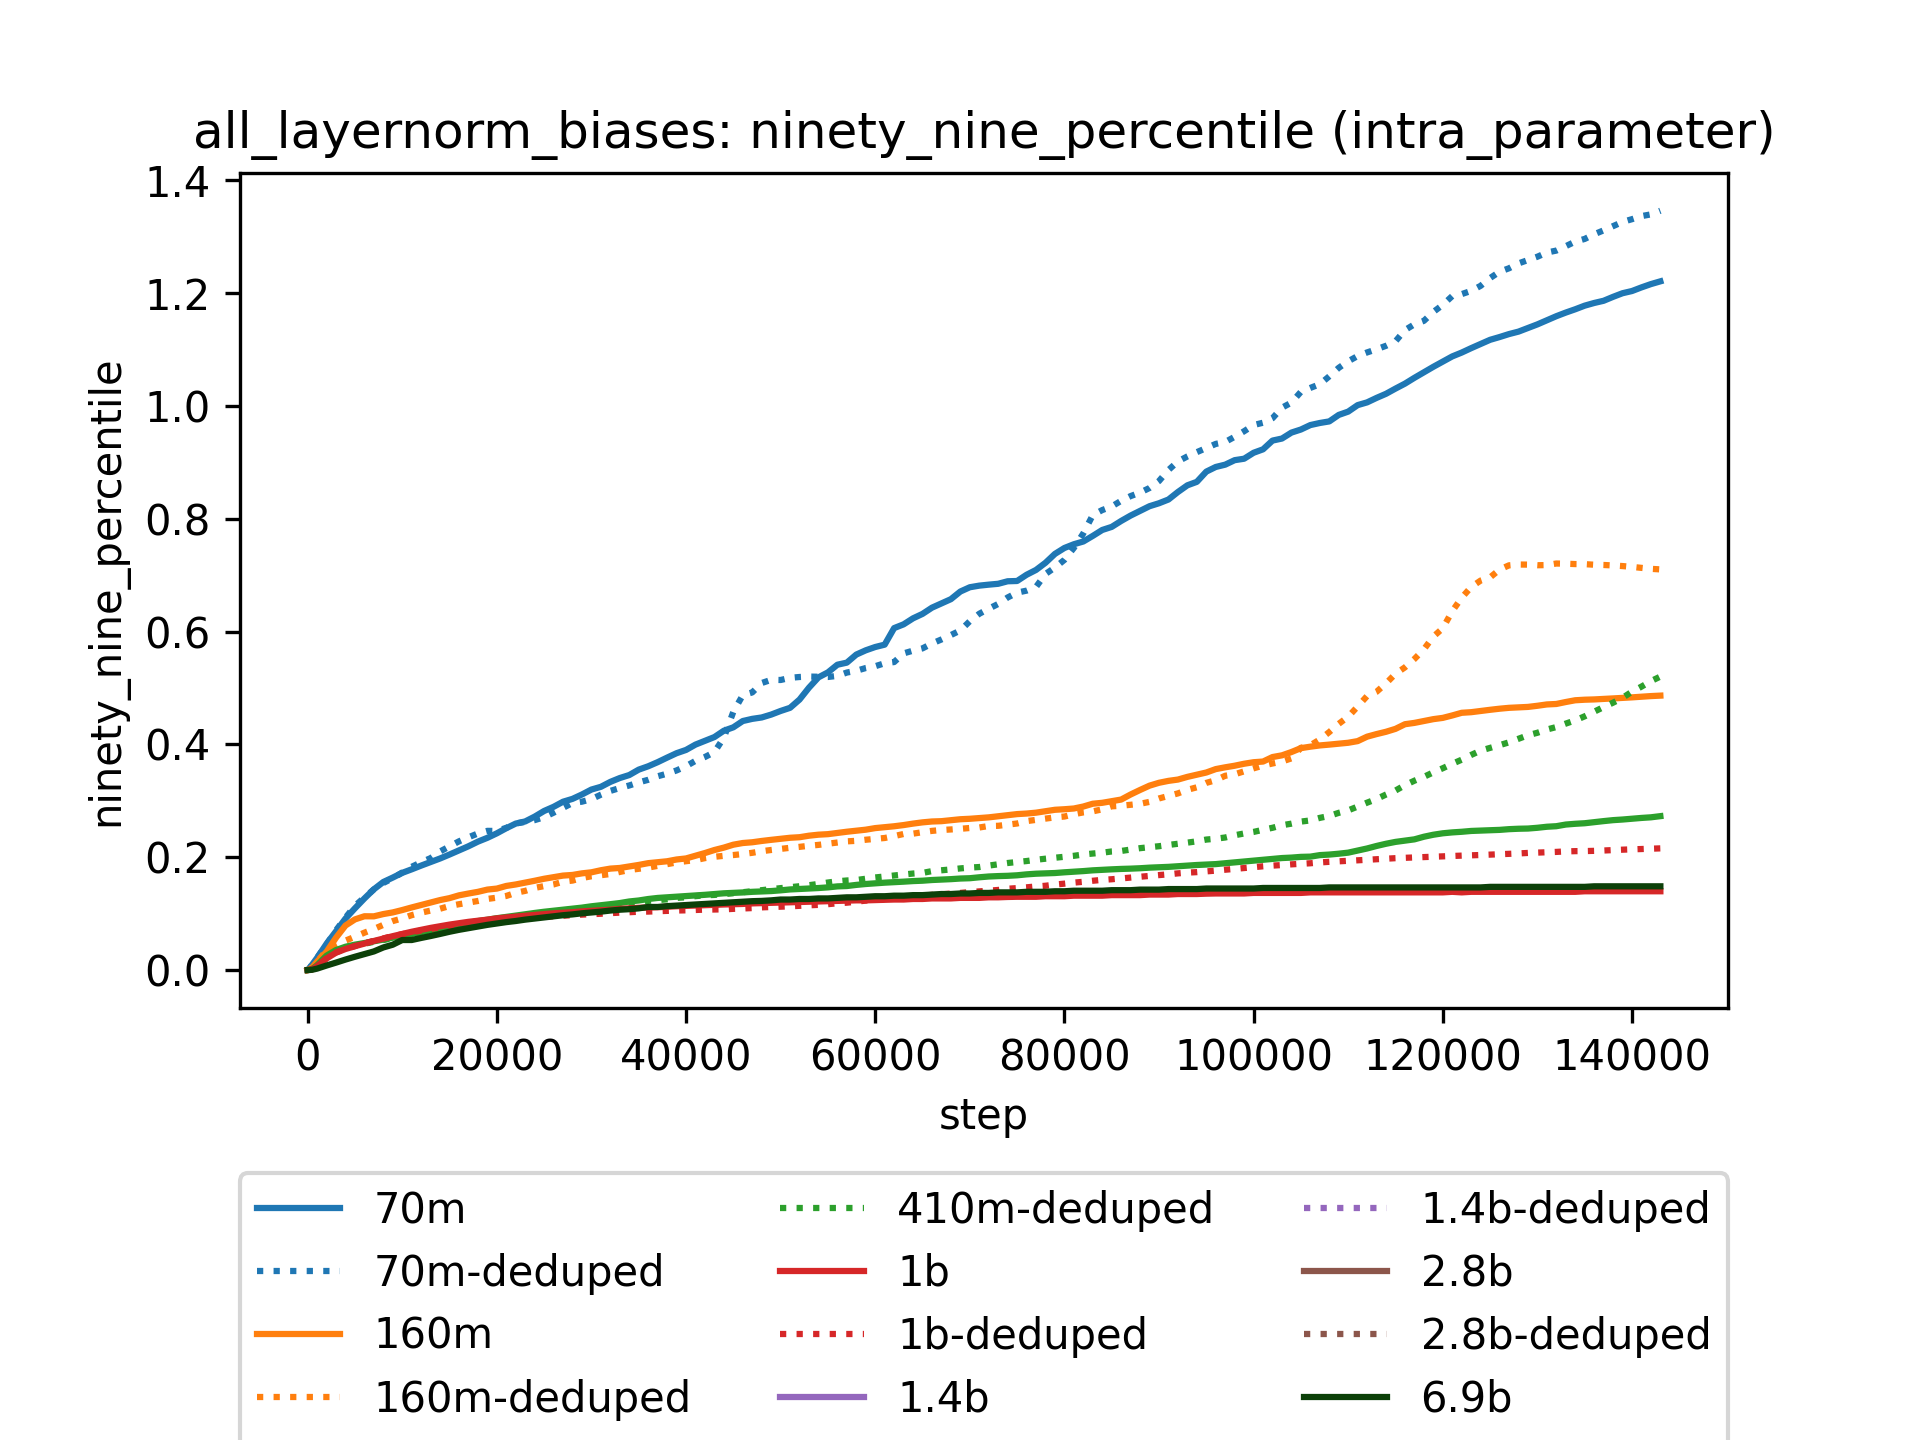 all_layernorm_biases: ninety_nine_percentile (intra_parameter)
1.4
1.2
1.0
0.8
0.6
0.4
0.2
0.0
ninety_nine_percentile
0 20000 40000 60000 80000 100000 120000 140000
step
70m 410m-deduped 1.4b-deduped
70m-deduped 1b 2.8b
160m 1b-deduped 2.8b-deduped
160m-deduped 1.4b 6.9b